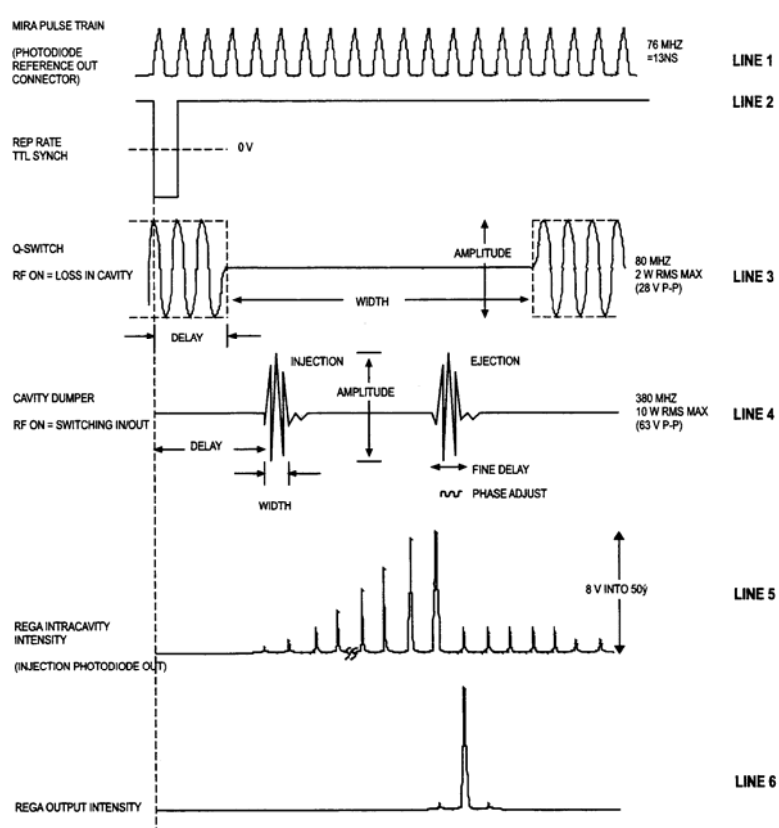 MIRA PULSE TRAIN
(PHOTODIODE
REFERENCE OUT
CONNECTOR)
76 MHZ
=13NS
LINE 1
LINE 2
REP RATE
TTL SYNCH
0 V
Q-SWITCH
RF ON = LOSS IN CAVITY
AMPLITUDE
WIDTH
DELAY
80 MHZ
2 W RMS MAX
(28 V P-P)
LINE 3
CAVITY DUMPER
RF ON = SWITCHING IN/OUT
INJECTION
AMPLITUDE
EJECTION
DELAY
WIDTH
FINE DELAY
PHASE ADJUST
380 MHZ
10 W RMS MAX
(63 V P-P)
LINE 4
8 V INTO 50ÿ
LINE 5
REGA INTRACAVITY
INTENSITY
(INJECTION PHOTODIODE OUT)
LINE 6
REGA OUTPUT INTENSITY